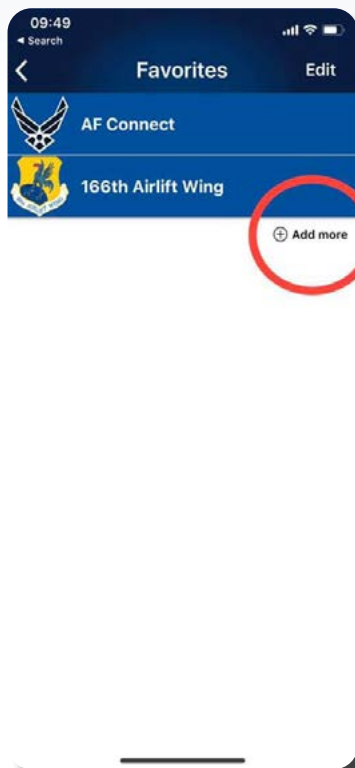 09:49
◄ Search
Favorites
Edit
AF Connect
166th Airlift Wing
Add more